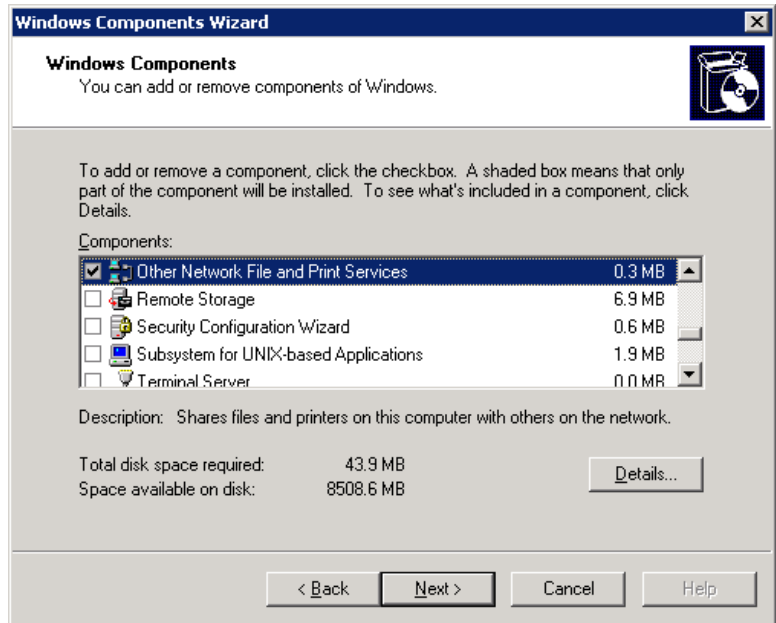 Windows Components Wizard
Windows Components
You can add or remove components of Windows.
To add or remove a component, click the checkbox. A shaded box means that only
part of the component will be installed. To see what's included in a component, click
Details.
Components:
Other Network File and Print Services 0.3 MB
Remote Storage 6.9 MB
Security Configuration Wizard 0.6 MB
Subsystem for UNIX-based Applications 1.9 MB
Terminal Server 0.0 MB
Description: Shares files and printers on this computer with others on the network.
Total disk space required: 43.9 MB
Space available on disk: 8508.6 MB
Details...
< Back Next > Cancel Help